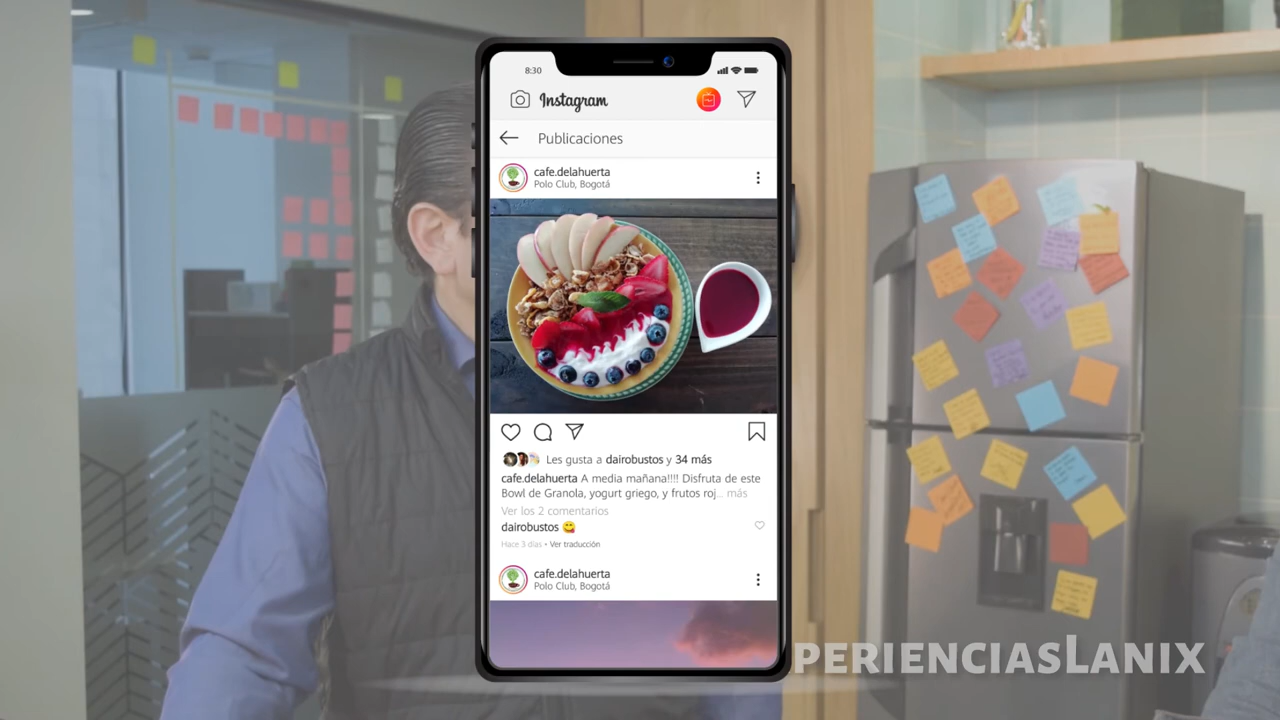 8:30
Instagram
Publicaciones
cafe.delahuerta
Polo Club, Bogotá
Les gusta a dairobustos y 34 más
cafe.delahuerta A media mañana!!!! Disfruta de este
Bowl de Granola, yogurt griego, y frutos roj... más
Ver los 2 comentarios
dairobustos 😋
Hace 3 días • Ver traducción
cafe.delahuerta
Polo Club, Bogotá
PERIENCIASLANIX